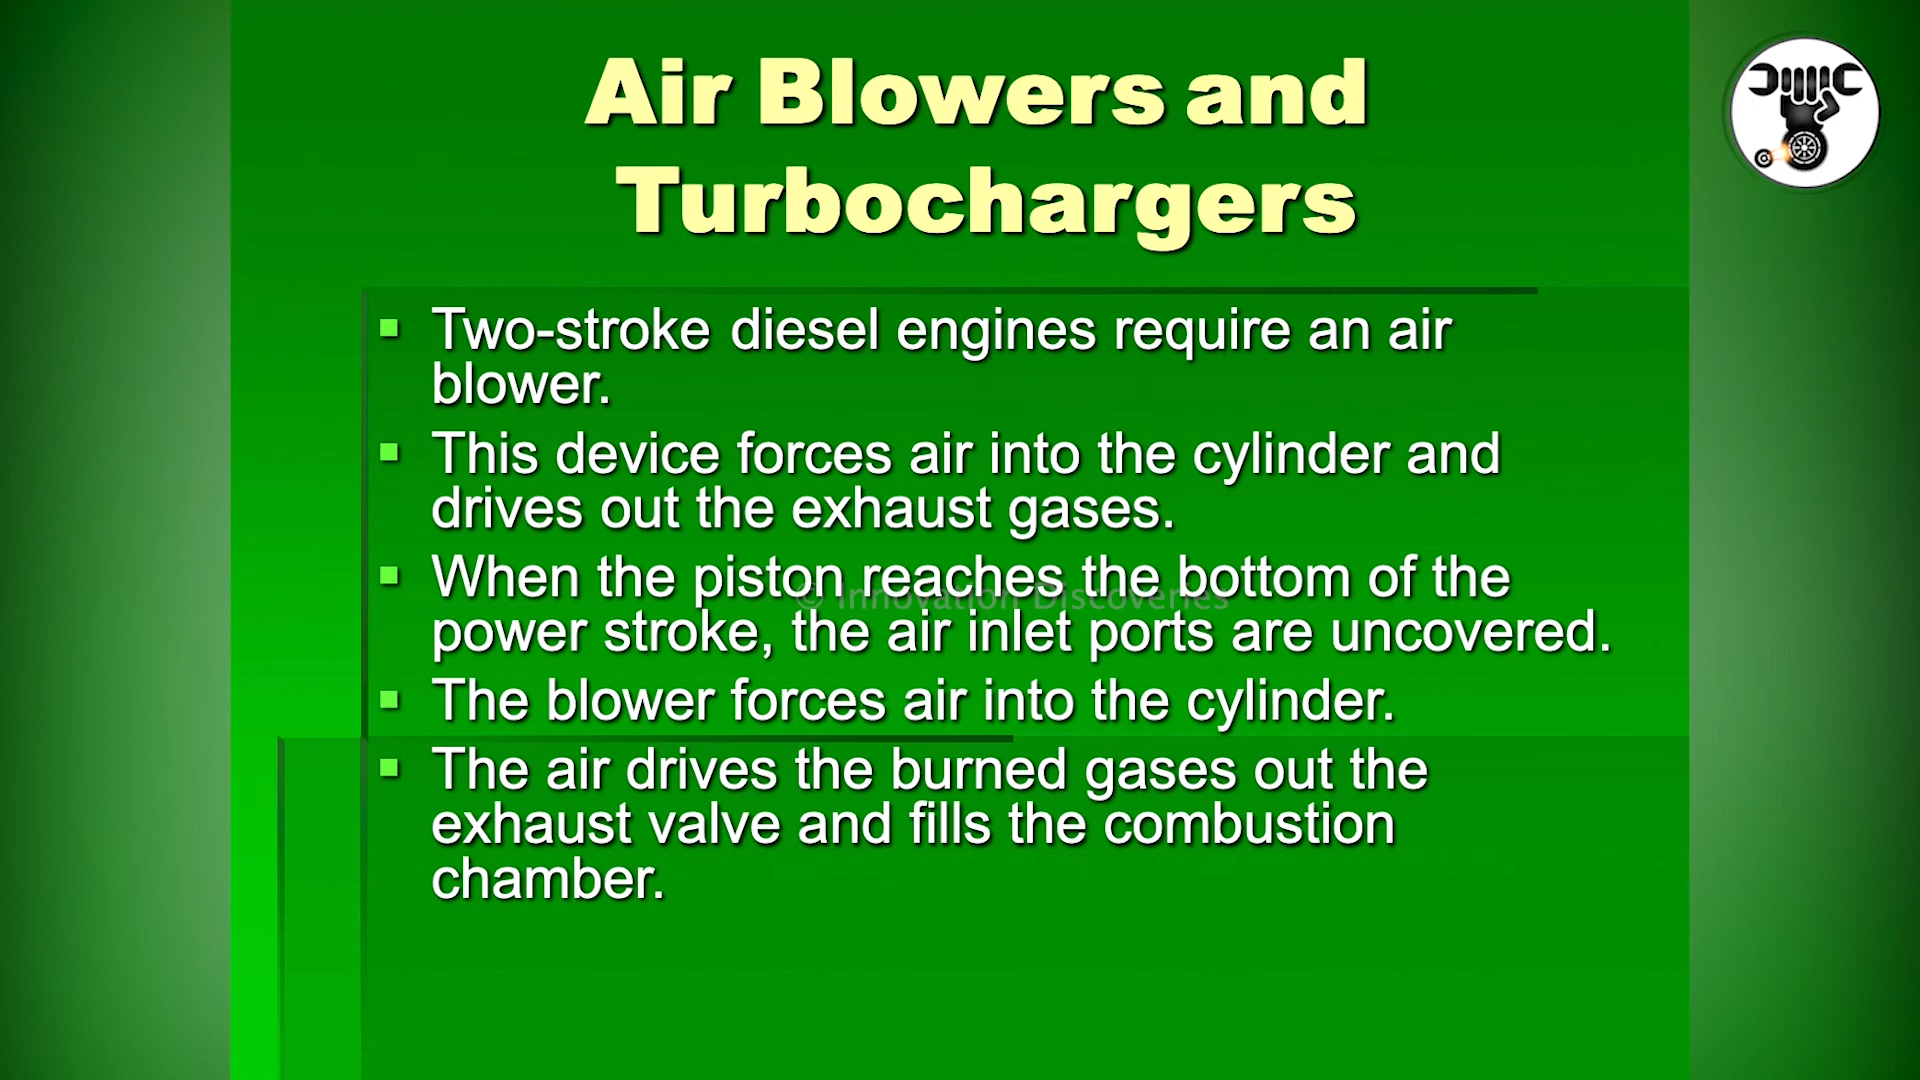 Air Blowers and
Turbochargers
Two-stroke diesel engines require an air
blower.
This device forces air into the cylinder and
drives out the exhaust gases.
When the piston reaches the bottom of the
© Innovation Discoveries
power stroke, the air inlet ports are uncovered.
The blower forces air into the cylinder.
The air drives the burned gases out the
exhaust valve and fills the combustion
chamber.